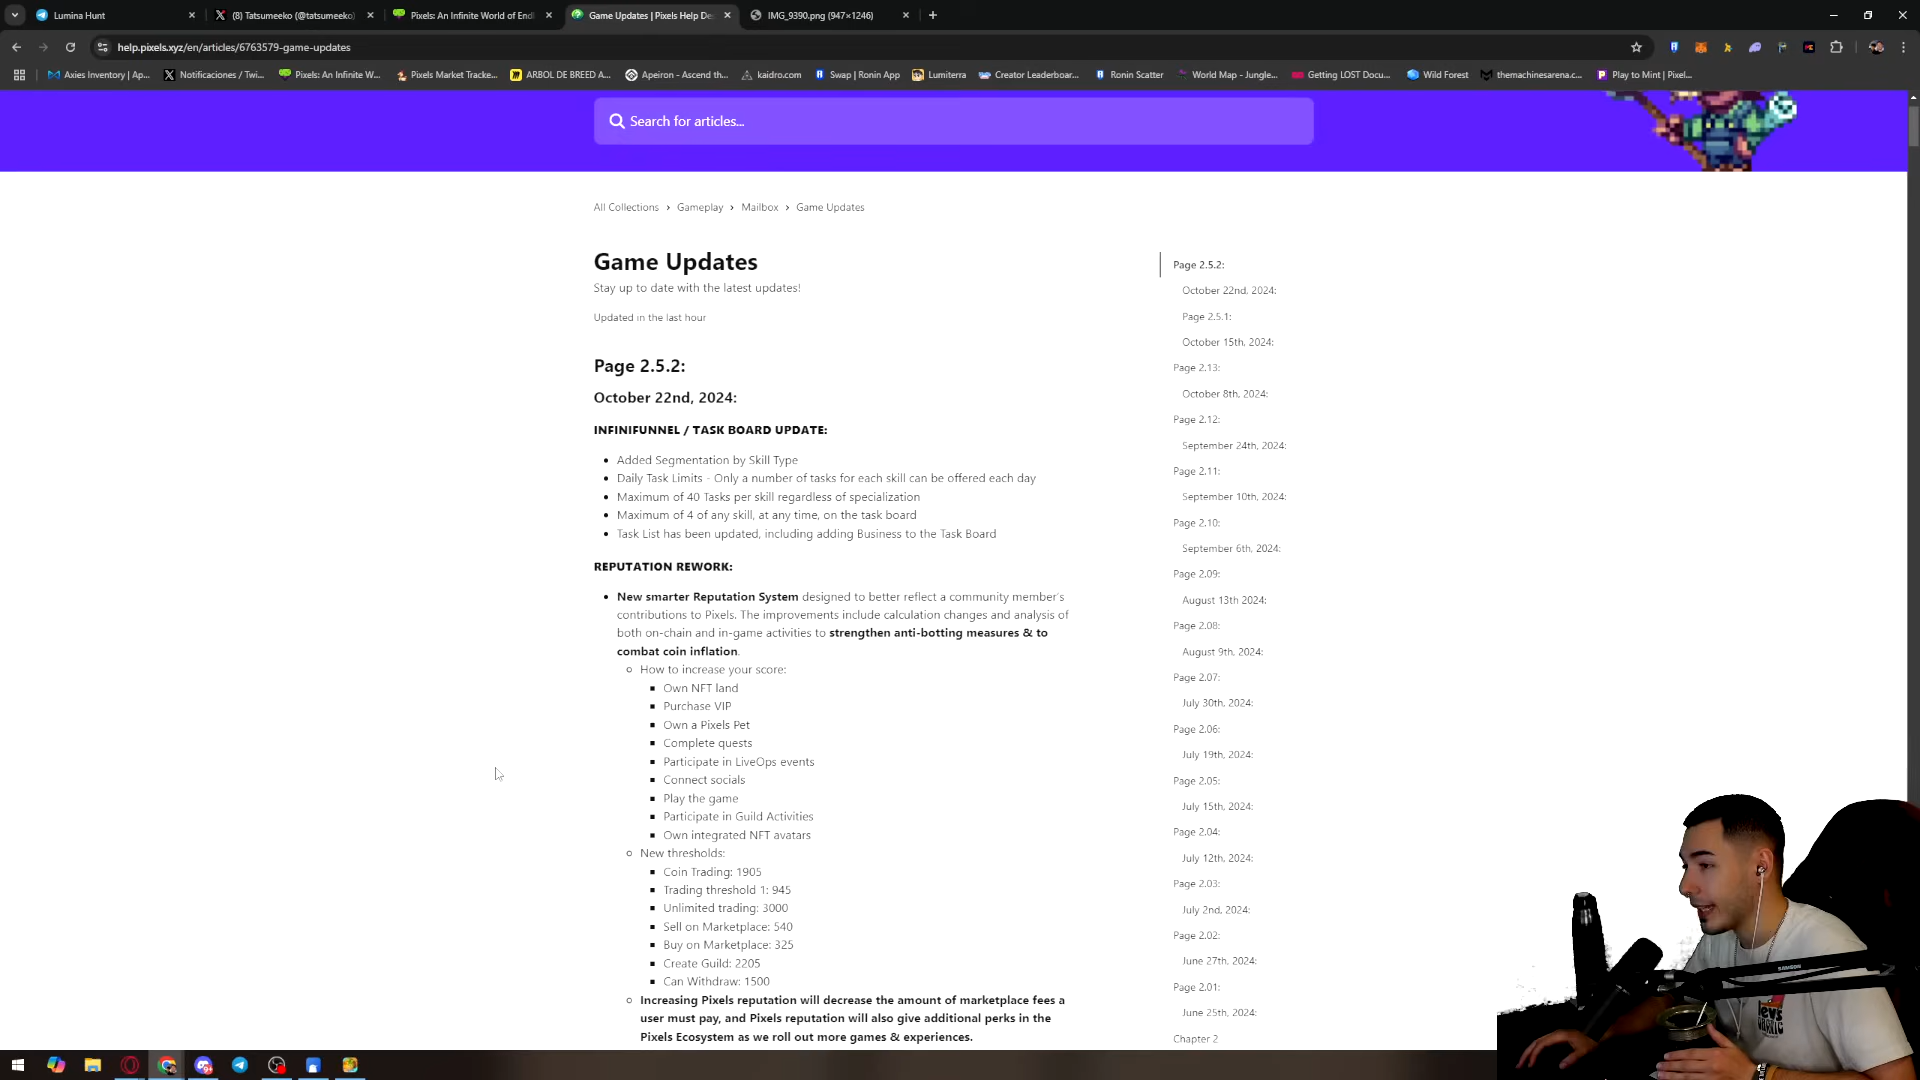 Lumina Hunt
(8) Tatsumeeko (@tatsumeeko)
Pixels: An Infinite World of Endl
Game Updates | Pixels Help De
IMG_9390.png (947×1246)
help.pixels.xyz/en/articles/6763579-game-updates
Axies Inventory | Ap...
Notificaciones / Twi...
Pixels: An Infinite W...
Pixels Market Tracke...
ARBOL DE BREED A...
Apeiron - Ascend th...
kaidro.com
Swap | Ronin App
Lumiterra
Creator Leaderboar...
Ronin Scatter
World Map - Jungle...
Getting LOST Docu...
Wild Forest
themachinesarena.c...
Play to Mint | Pixel...
Search for articles...
All Collections > Gameplay > Mailbox > Game Updates
Game Updates
Stay up to date with the latest updates!
Updated in the last hour
Page 2.5.2:
October 22nd, 2024:
INFINIFUNNEL / TASK BOARD UPDATE:
• Added Segmentation by Skill Type
• Daily Task Limits - Only a number of tasks for each skill can be offered each day
• Maximum of 40 Tasks per skill regardless of specialization
• Maximum of 4 of any skill, at any time, on the task board
• Task List has been updated, including adding Business to the Task Board
REPUTATION REWORK:
• New smarter Reputation System designed to better reflect a community member's
contributions to Pixels. The improvements include calculation changes and analysis of
both on-chain and in-game activities to strengthen anti-botting measures & to
combat coin inflation.
How to increase your score:
Own NFT land
Purchase VIP
Own a Pixels Pet
Complete quests
Participate in LiveOps events
Connect socials
Play the game
Participate in Guild Activities
Own integrated NFT avatars
New thresholds:
Coin Trading: 1905
Trading threshold 1: 945
Unlimited trading: 3000
Sell on Marketplace: 540
Buy on Marketplace: 325
Create Guild: 2205
Can Withdraw: 1500
Increasing Pixels reputation will decrease the amount of marketplace fees a
user must pay, and Pixels reputation will also give additional perks in the
Pixels Ecosystem as we roll out more games & experiences.
Page 2.5.2:
October 22nd, 2024:
Page 2.5.1:
October 15th, 2024:
Page 2.13:
October 8th, 2024:
Page 2.12:
September 24th, 2024:
Page 2.11:
September 10th, 2024:
Page 2.10:
September 6th, 2024:
Page 2.09:
August 13th 2024:
Page 2.08:
August 9th, 2024:
Page 2.07:
July 30th, 2024:
Page 2.06:
July 19th, 2024:
Page 2.05:
July 15th, 2024:
Page 2.04:
July 12th, 2024:
Page 2.03:
July 2nd, 2024:
Page 2.02:
June 27th, 2024:
Page 2.01:
June 25th, 2024:
Chapter 2
SAMSON